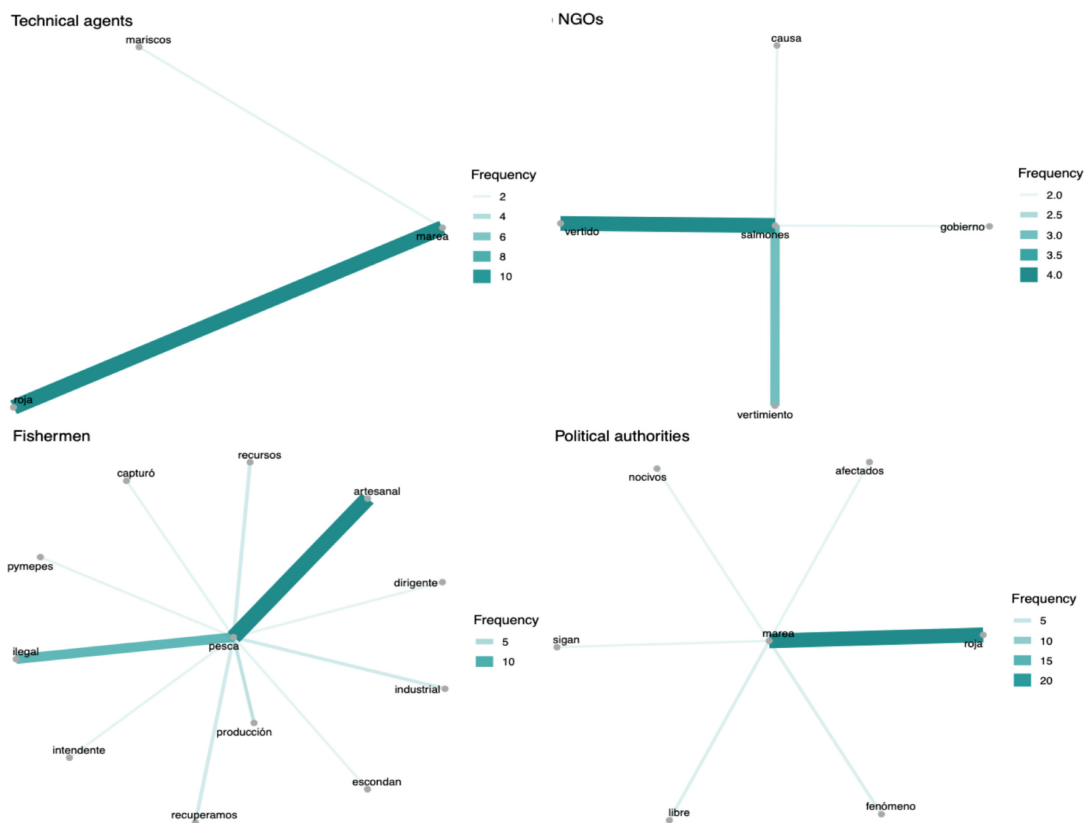 Technical agents
mariscos
marea
roja
Frequency
2
4
6
8
10
NGOs
causa
vertido
salmones
gobierno
vertimiento
Frequency
2.0
2.5
3.0
3.5
4.0
Fishermen
recursos
capturó
artesanal
pymepes
dirigente
ilegal
pesca
industrial
producción
intendente
escondan
recuperamos
Frequency
5
10
Political authorities
nocivos
afectados
sigan
marea
roja
libre
fenómeno
Frequency
5
10
15
20